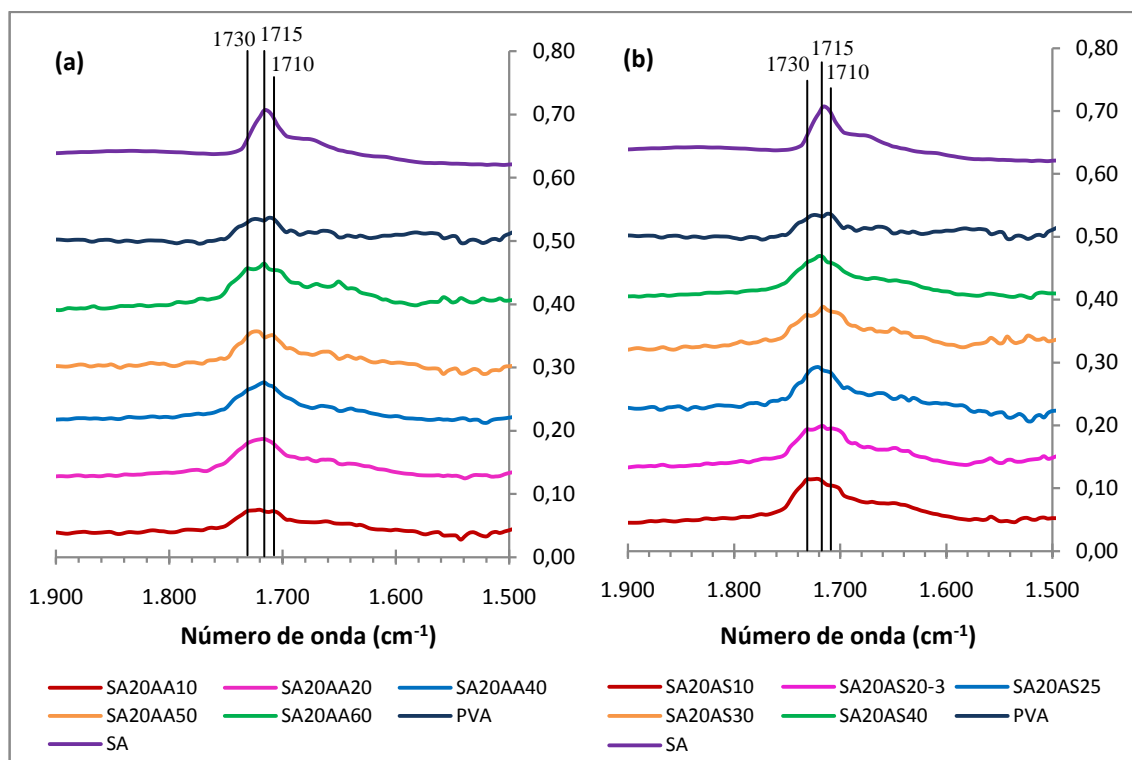 (a)
1730
1715
1710
0,80
0,70
0,60
0,50
0,40
0,30
0,20
0,10
0,00
1.900 1.800 1.700 1.600 1.500
Número de onda (cm-1)
SA20AA10 SA20AA20 SA20AA40
SA20AA50 SA20AA60 PVA
SA
(b)
1730
1715
1710
0,80
0,70
0,60
0,50
0,40
0,30
0,20
0,10
0,00
1.900 1.800 1.700 1.600 1.500
Número de onda (cm-1)
SA20AS10 SA20AS20-3 SA20AS25
SA20AS30 SA20AS40 PVA
SA